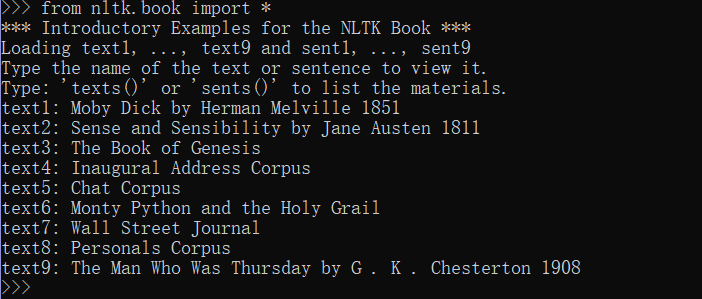 >>> from nltk.book import *
*** Introductory Examples for the NLTK Book ***
Loading text1, ..., text9 and sent1, ..., sent9
Type the name of the text or sentence to view it.
Type: 'texts()' or 'sents()' to list the materials.
text1: Moby Dick by Herman Melville 1851
text2: Sense and Sensibility by Jane Austen 1811
text3: The Book of Genesis
text4: Inaugural Address Corpus
text5: Chat Corpus
text6: Monty Python and the Holy Grail
text7: Wall Street Journal
text8: Personals Corpus
text9: The Man Who Was Thursday by G . K . Chesterton 1908
>>>